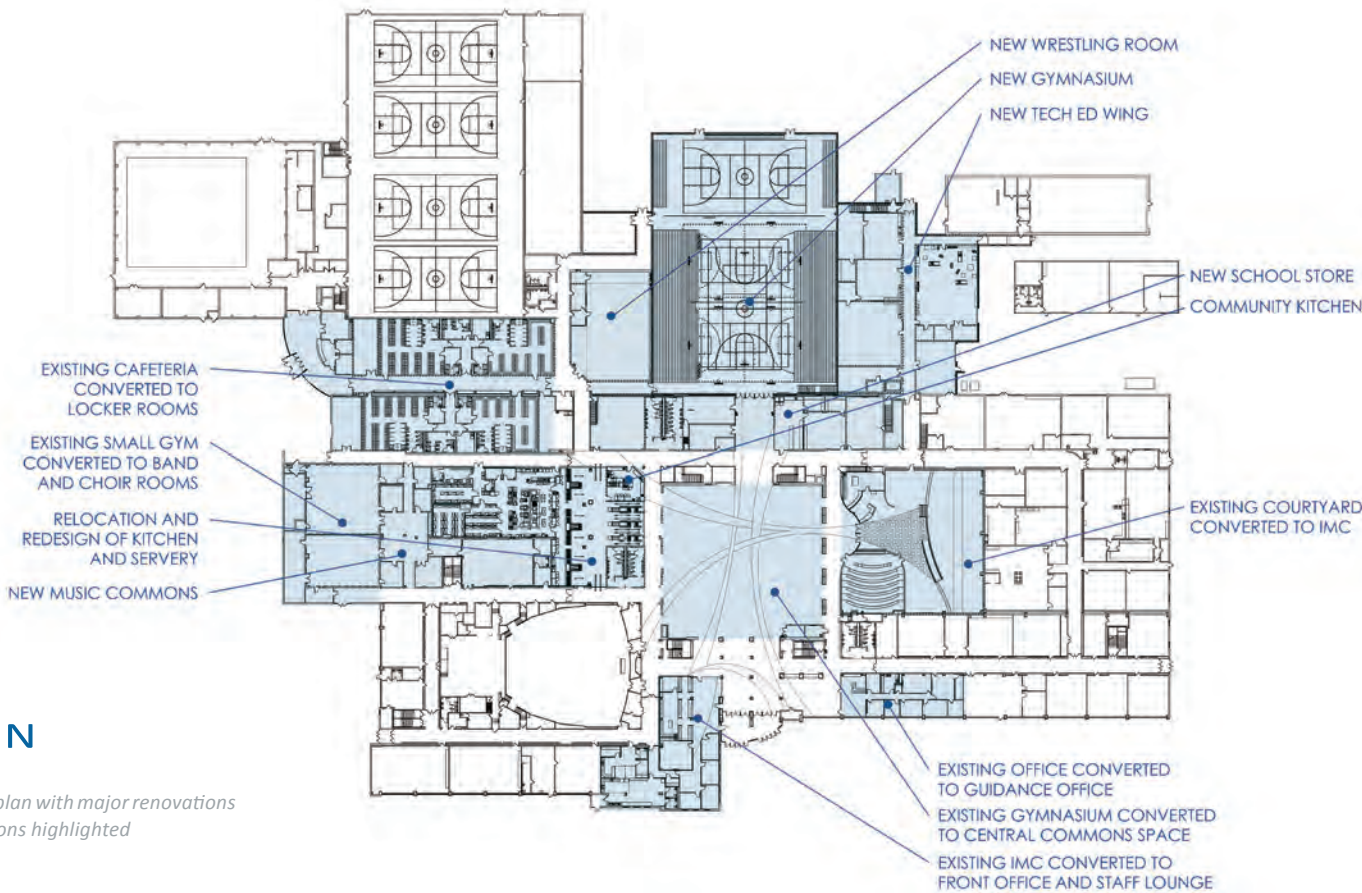 NEW WRESTLING ROOM
NEW GYMNASIUM
NEW TECH ED WING
NEW SCHOOL STORE
COMMUNITY KITCHEN
EXISTING CAFETERIA
CONVERTED TO
LOCKER ROOMS
EXISTING SMALL GYM
CONVERTED TO BAND
AND CHOIR ROOMS
RELOCATION AND
REDESIGN OF KITCHEN
AND SERVERY
NEW MUSIC COMMONS
EXISTING COURTYARD
CONVERTED TO IMC
EXISTING OFFICE CONVERTED
TO GUIDANCE OFFICE
EXISTING GYMNASIUM CONVERTED
TO CENTRAL COMMONS SPACE
EXISTING IMC CONVERTED TO
FRONT OFFICE AND STAFF LOUNGE
N
plan with major renovations
ons highlighted